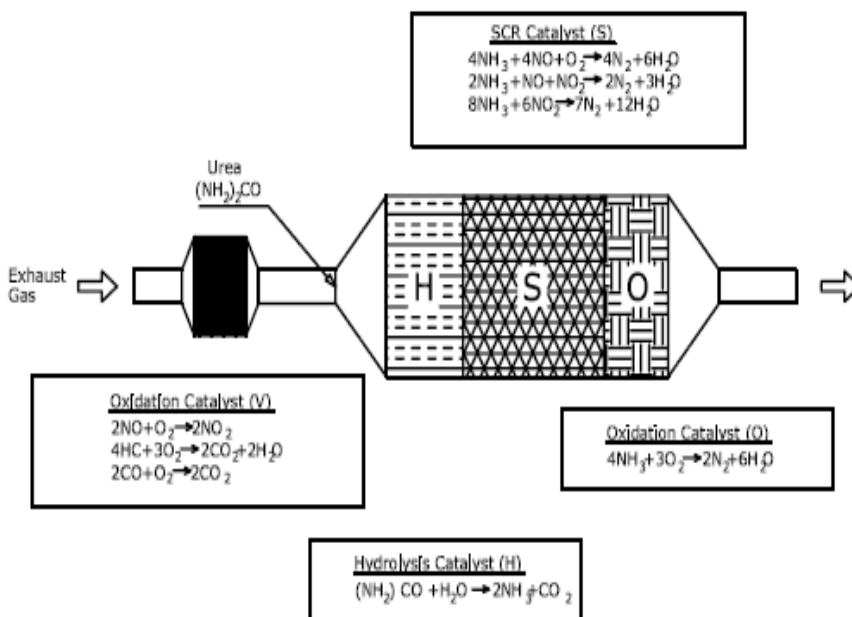 SCR Catalyst (S)
4NH₃+4NO+O₂→4N₂+6H₂O
2NH₃+NO+NO₂→2N₂+3H₂O
8NH₃+6NO₂→7N₂+12H₂O
Urea
(NH₂)₂CO
Exhaust
Gas
H
S
O
Oxidation Catalyst (V)
2NO+O₂→2NO₂
4HC+3O₂→2CO₂+2H₂O
2CO+O₂→2CO₂
Oxidation Catalyst (O)
4NH₃+3O₂→2N₂+6H₂O
Hydrolysis Catalyst (H)
(NH₂) CO +H₂O →2NH₃+CO₂